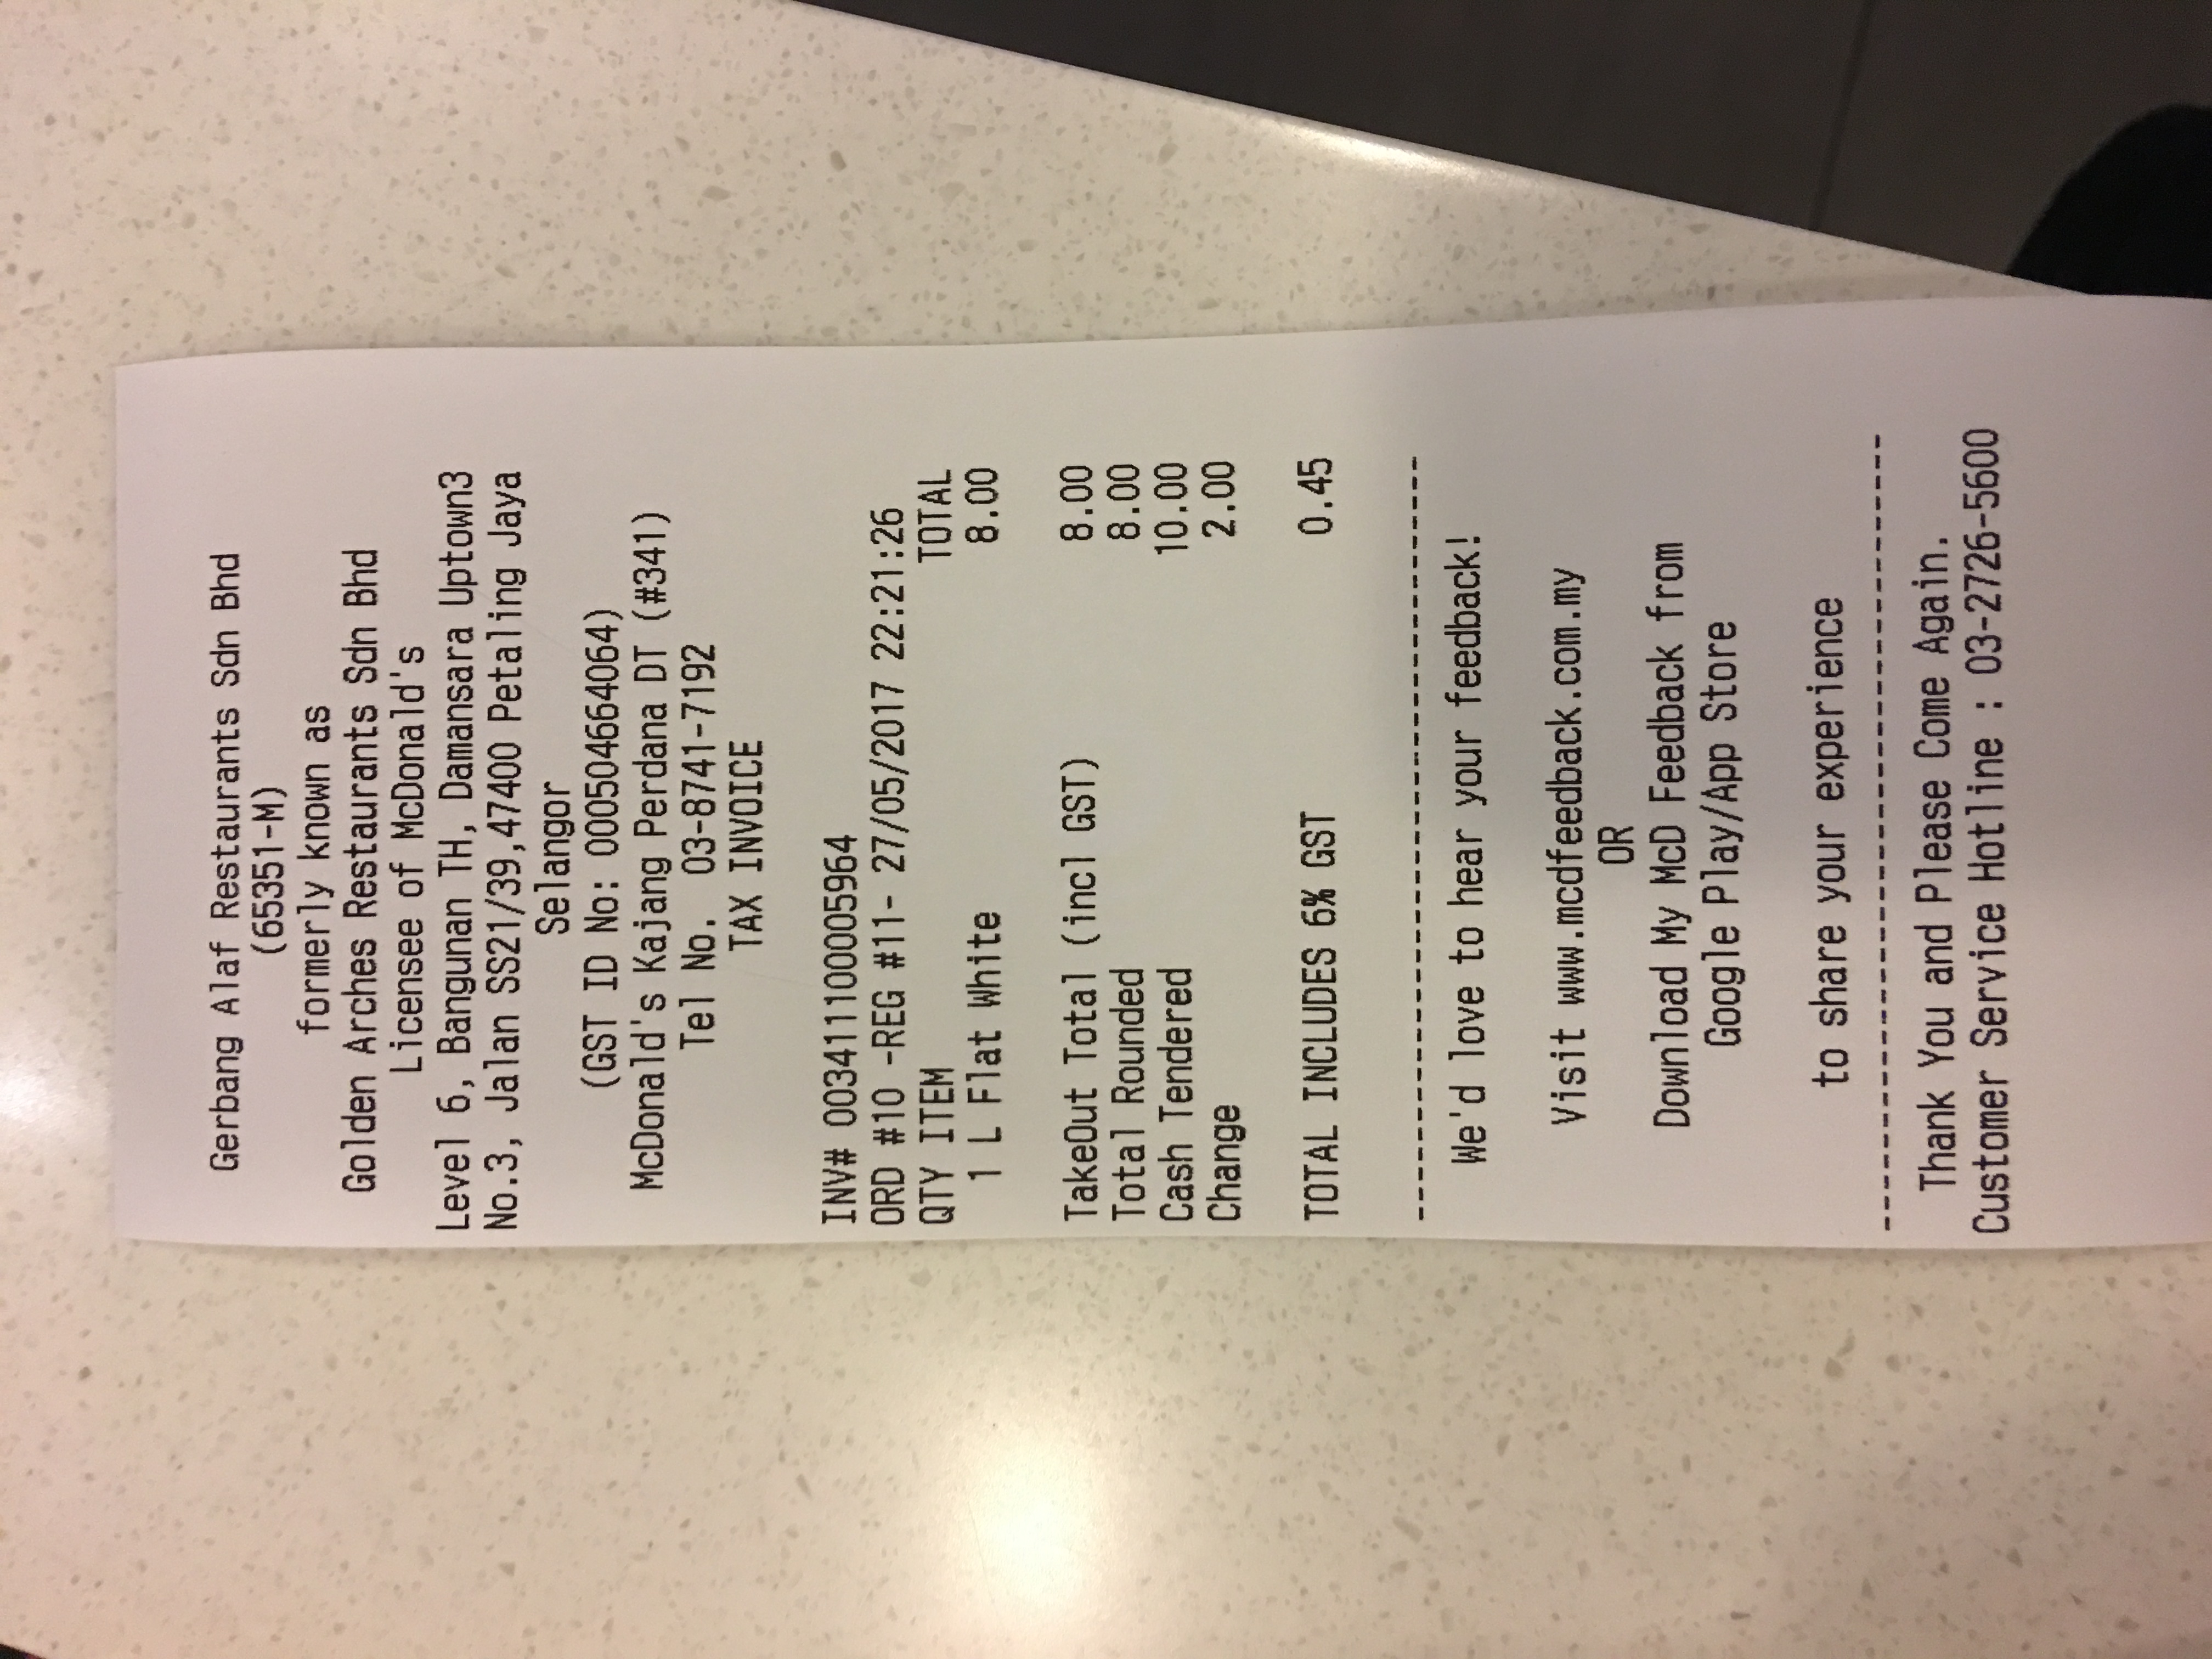 Gerbang Alaf Restaurants Sdn Bhd
(65351-M)
formerly known as
Golden Arches Restaurants Sdn Bhd
Licensee of McDonald's
Level 6, Bangunan TH, Damansara Uptown3
No.3, Jalan SS21/39,47400 Petaling Jaya
Selangor
(GST ID No: 000504664064)
McDonald's Kajang Perdana DT (#341)
Tel No. 03-8741-7192
TAX INVOICE
INV# 003411100005964
ORD #10 -REG #11- 27/05/2017 22:21:26
QTY ITEM TOTAL
1 L Flat White 8.00
TakeOut Total (incl GST) 8.00
Total Rounded 8.00
Cash Tendered 10.00
Change 2.00
TOTAL INCLUDES 6% GST 0.45
---------------------------------------
We'd love to hear your feedback!
Visit www.mcdfeedback.com.my
OR
Download My McD Feedback from
Google Play/App Store
to share your experience
---------------------------------------
Thank You and Please Come Again.
Customer Service Hotline : 03-2726-5600